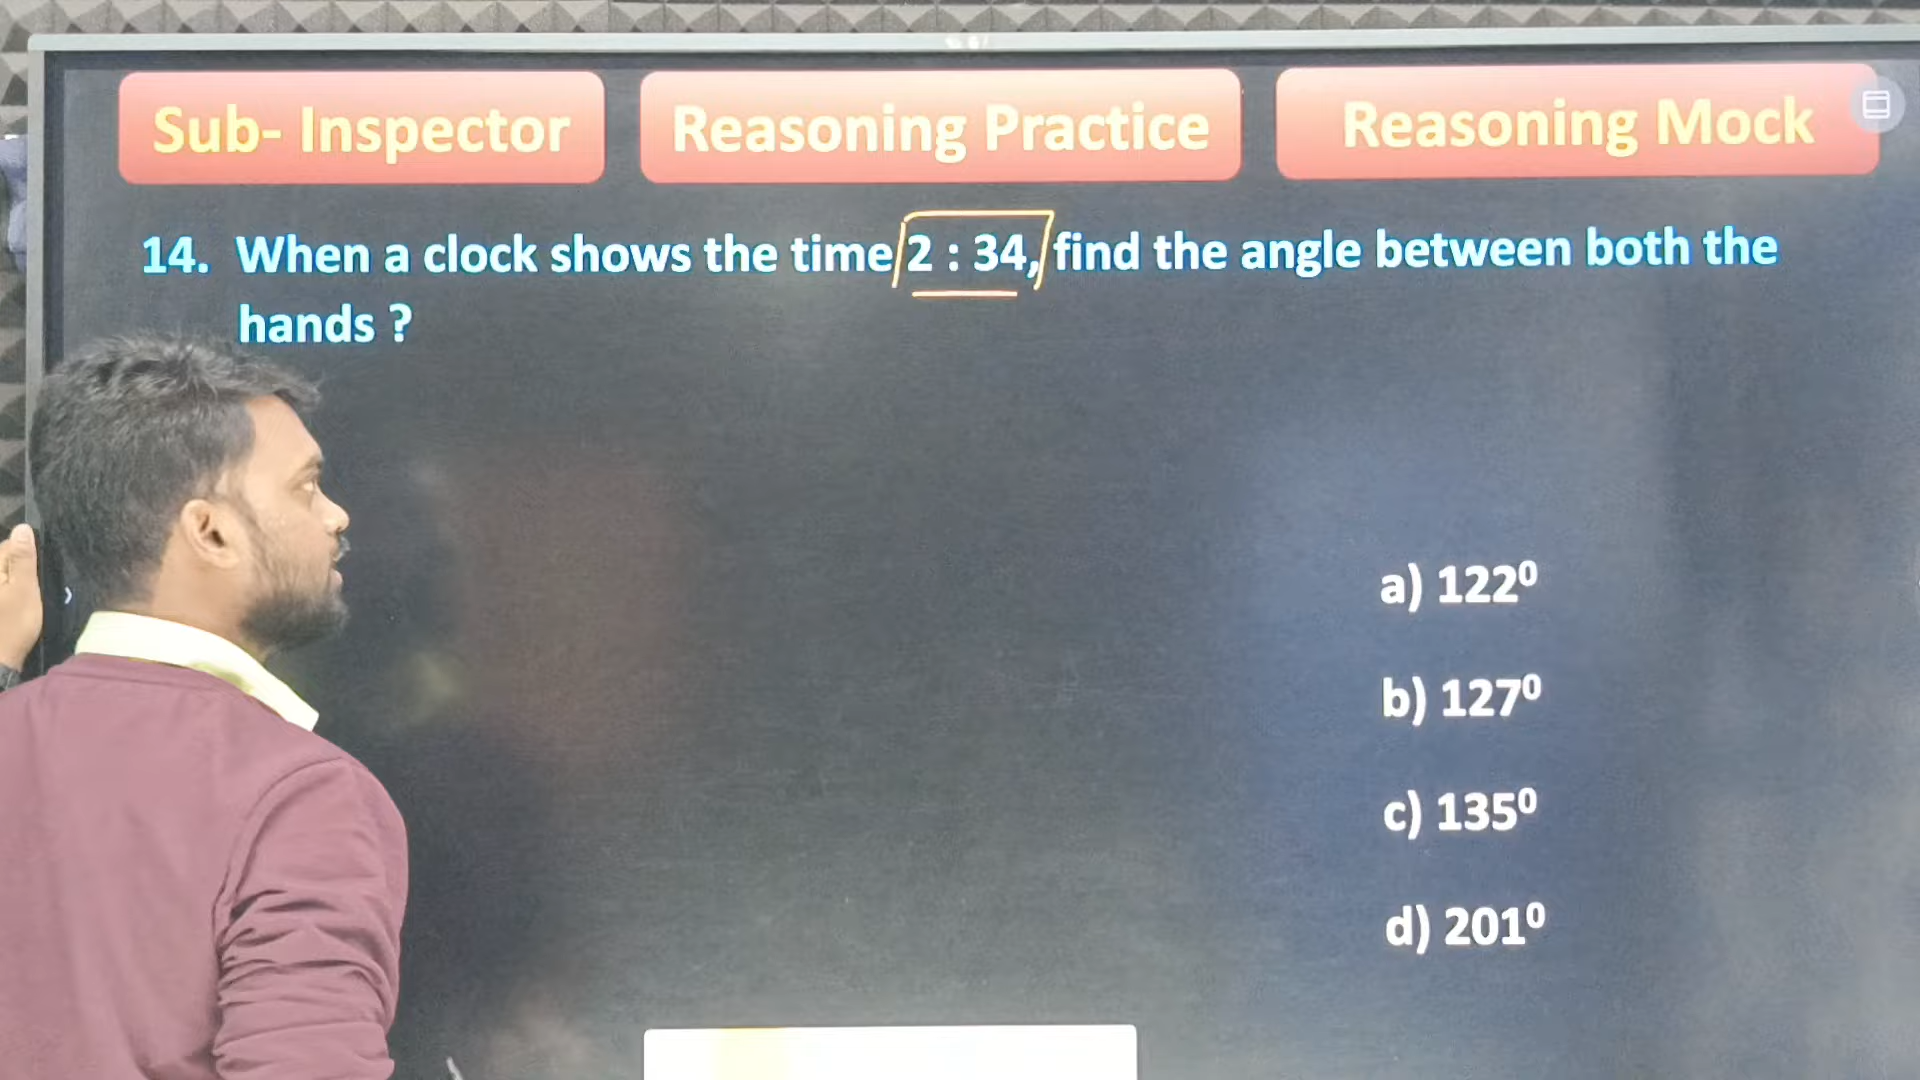 Sub- Inspector
Reasoning Practice
Reasoning Mock
14. When a clock shows the time 2 : 34, find the angle between both the
hands ?
a) 122⁰
b) 127⁰
c) 135⁰
d) 201⁰